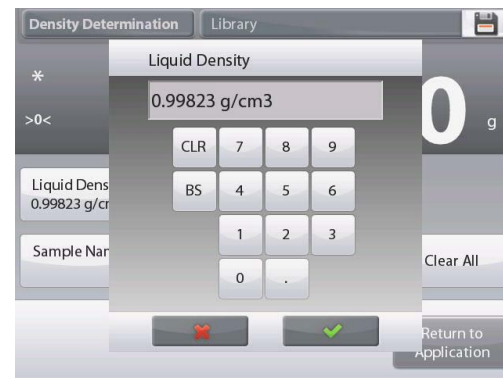 Density Determination
Library
Liquid Density
*
0.99823 g/cm3
>0<
0
g
CLR 7 8 9
Liquid Dens
0.99823 g/cr
BS 4 5 6
1 2 3
Sample Nar
Clear All
0 .
Return to
Application